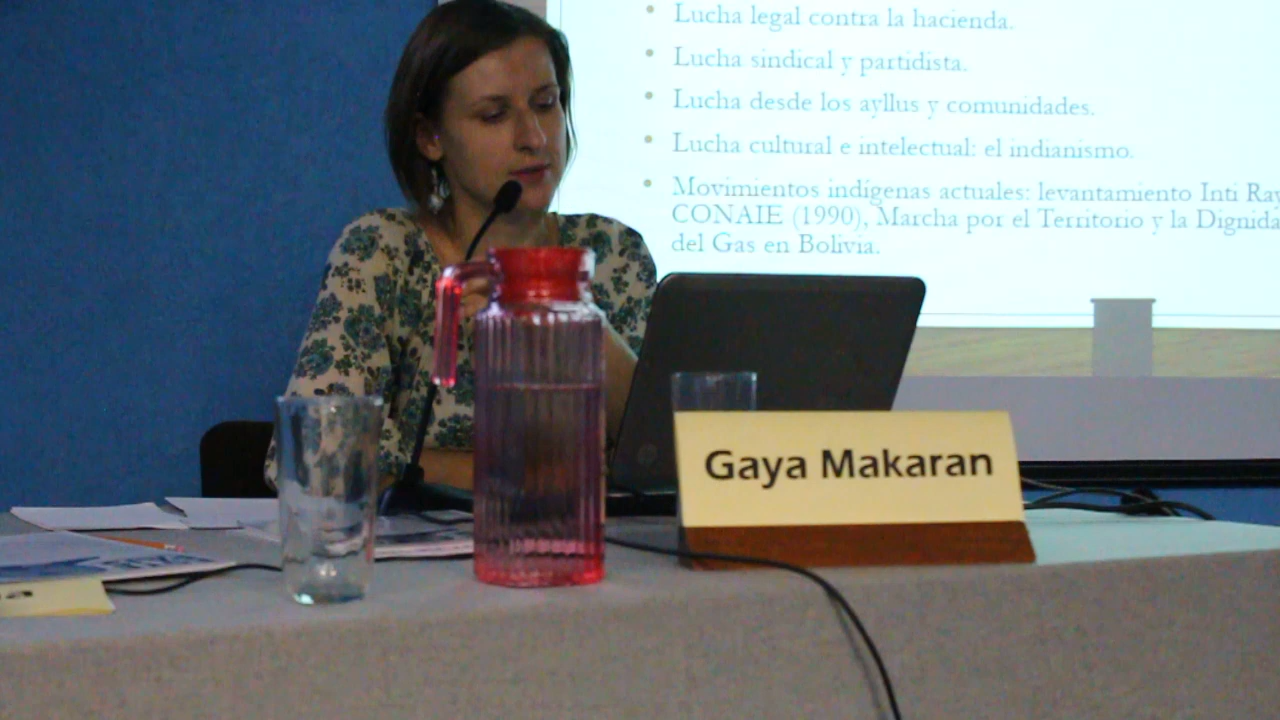 Lucha legal contra la hacienda.
Lucha sindical y partidista.
Lucha desde los ayllus y comunidades.
Lucha cultural e intelectual: el indianismo.
Movimientos indígenas actuales: levantamiento Inti Ray
CONAIE (1990), Marcha por el Territorio y la Dignida
del Gas en Bolivia.
Gaya Makaran